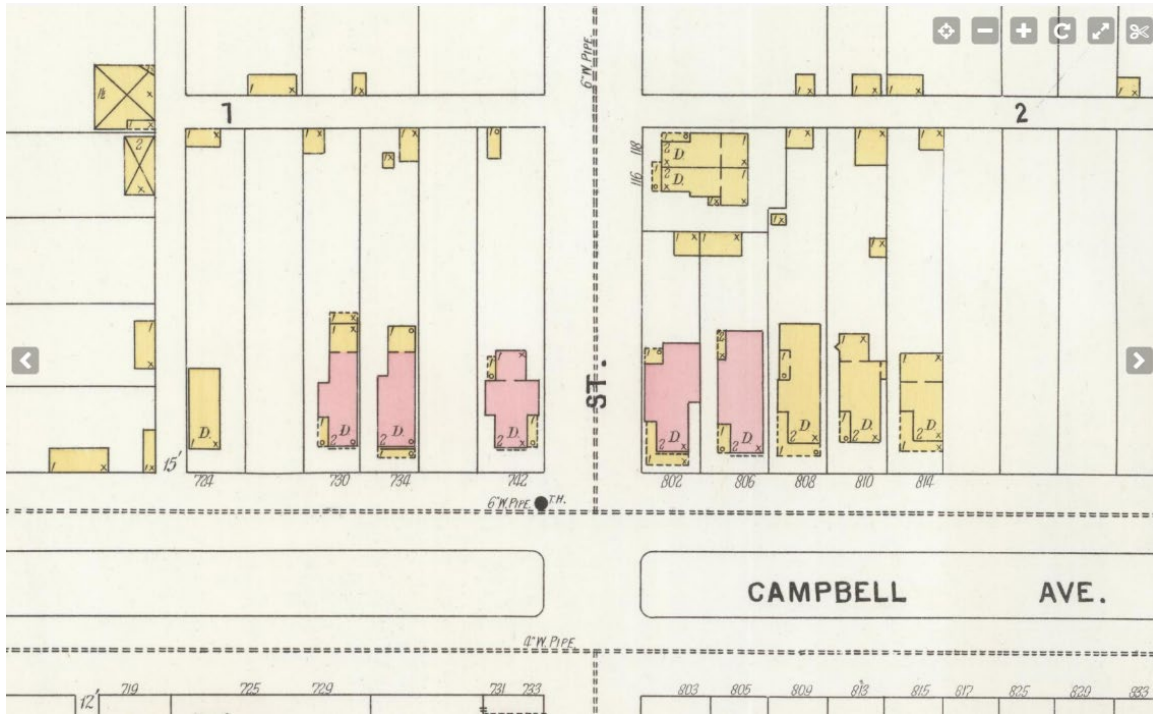 6" W. PIPE
1 2
118 D.
116 D.
ST.
D. D. D. D. D. D. D. D. D. D.
15'
724 730 734 742 802 806 808 810 814
6" W. PIPE T.H.
CAMPBELL AVE.
4" W. PIPE
12'
719 725 729 731 733 803 805 809 813 815 817 825 829 833